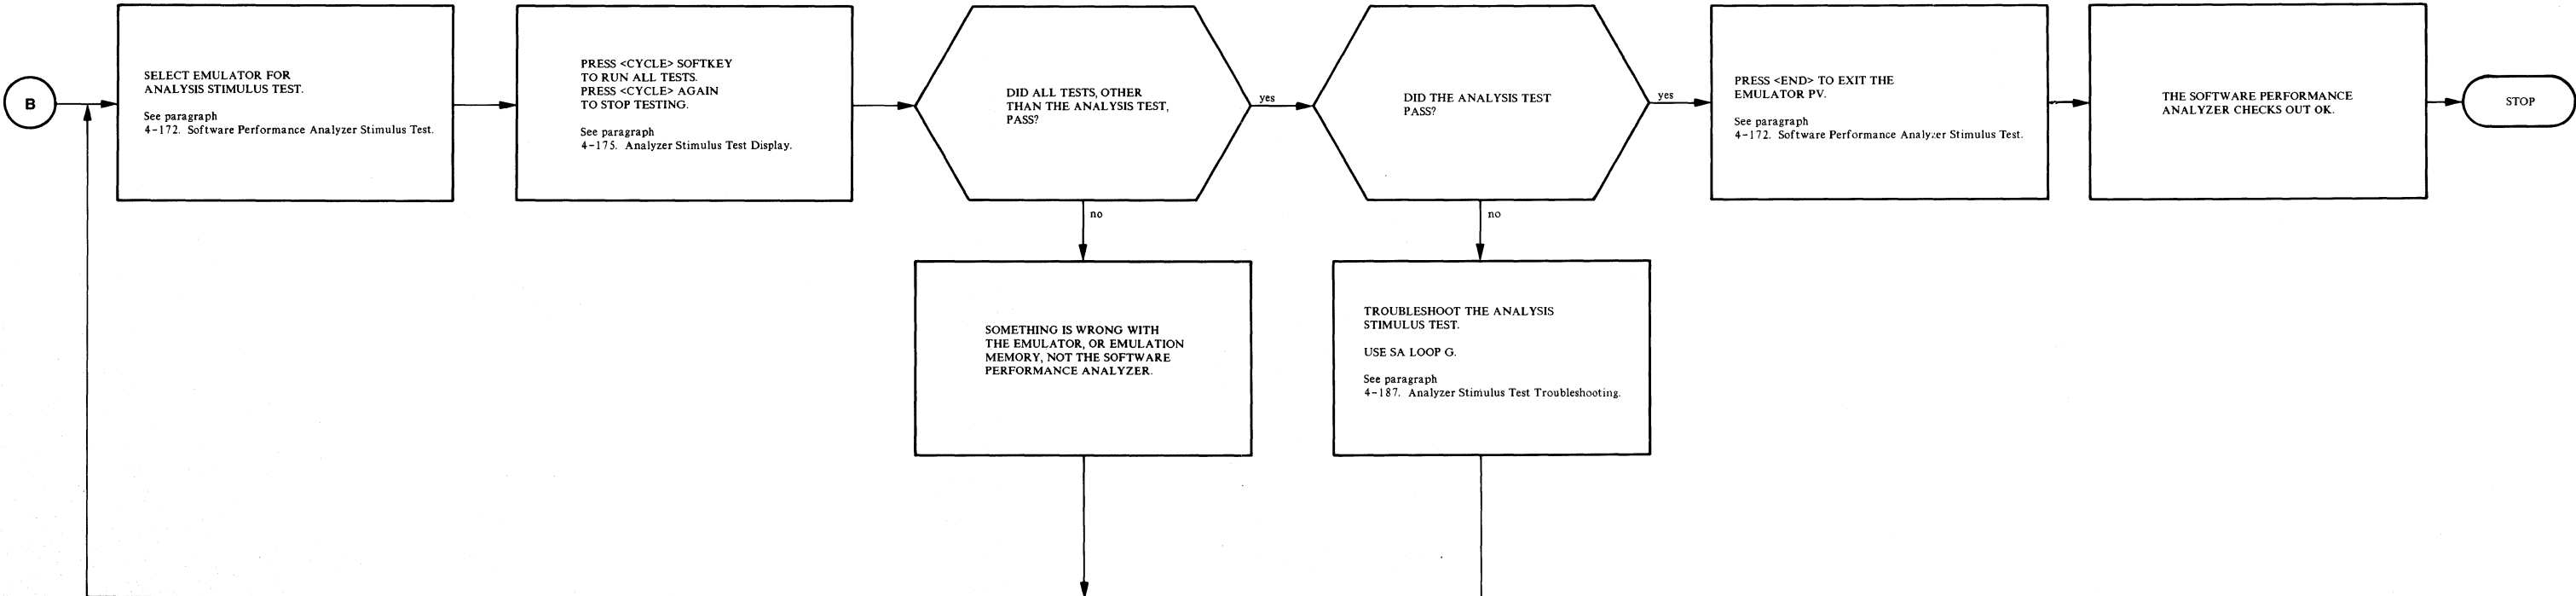 B
SELECT EMULATOR FOR
ANALYSIS STIMULUS TEST.
See paragraph
4-172. Software Performance Analyzer Stimulus Test.
PRESS <CYCLE> SOFTKEY
TO RUN ALL TESTS.
PRESS <CYCLE> AGAIN
TO STOP TESTING.
See paragraph
4-175. Analyzer Stimulus Test Display.
DID ALL TESTS, OTHER
THAN THE ANALYSIS TEST,
PASS?
yes
no
DID THE ANALYSIS TEST
PASS?
yes
no
PRESS <END> TO EXIT THE
EMULATOR PV.
See paragraph
4-172. Software Performance Analyzer Stimulus Test.
THE SOFTWARE PERFORMANCE
ANALYZER CHECKS OUT OK.
STOP
SOMETHING IS WRONG WITH
THE EMULATOR, OR EMULATION
MEMORY, NOT THE SOFTWARE
PERFORMANCE ANALYZER.
TROUBLESHOOT THE ANALYSIS
STIMULUS TEST.
USE SA LOOP G.
See paragraph
4-187. Analyzer Stimulus Test Troubleshooting.